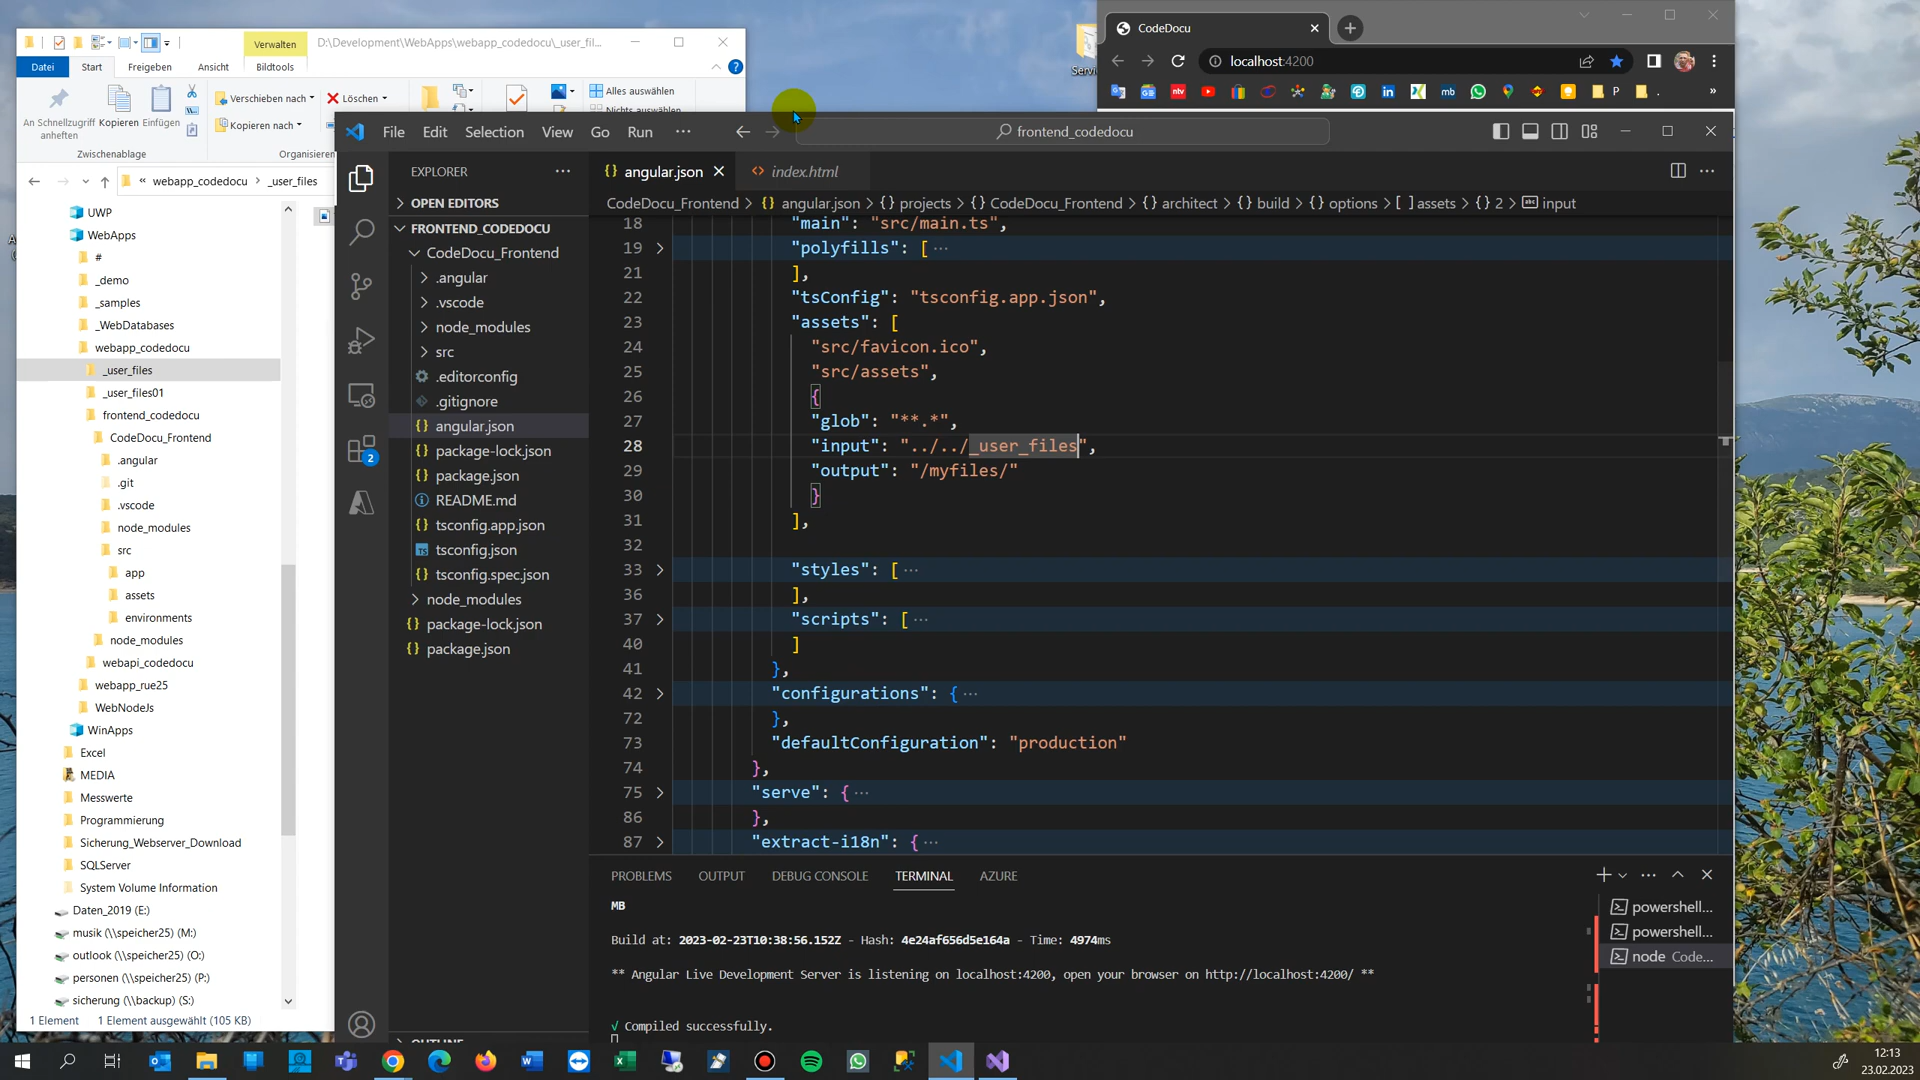 Verwalten
D:\Development\WebApps\webapp_codedocu\_user_fil...
Datei
Start
Freigeben
Ansicht
Bildtools
An Schnellzugriff anheften
Kopieren
Einfügen
Verschieben nach
Kopieren nach
Löschen
Alles auswählen
Nichts auswählen
Zwischenablage
Organisieren
« webapp_codedocu > _user_files
UWP
WebApps
#
_demo
_samples
_WebDatabases
webapp_codedocu
_user_files
_user_files01
frontend_codedocu
CodeDocu_Frontend
.angular
.git
.vscode
node_modules
src
app
assets
environments
node_modules
webapi_codedocu
webapp_rue25
WebNodeJs
WinApps
Excel
MEDIA
Messwerte
Programmierung
Sicherung_Webserver_Download
SQLServer
System Volume Information
Daten_2019 (E:)
musik (\\speicher25) (M:)
outlook (\\speicher25) (O:)
personen (\\speicher25) (P:)
sicherung (\\backup) (S:)
1 Element
1 Element ausgewählt (105 KB)
CodeDocu
localhost:4200
ntv
mb
P
.
»
File Edit Selection View Go Run ···
frontend_codedocu
EXPLORER
OPEN EDITORS
FRONTEND_CODEDOCU
CodeDocu_Frontend
.angular
.vscode
node_modules
src
.editorconfig
.gitignore
angular.json
package-lock.json
package.json
README.md
tsconfig.app.json
tsconfig.json
tsconfig.spec.json
node_modules
package-lock.json
package.json
OUTLINE
2
angular.json
index.html
CodeDocu_Frontend > {} angular.json > {} projects > {} CodeDocu_Frontend > {} architect > {} build > {} options > [ ] assets > {} 2 > input
18 "main": "src/main.ts",
19 "polyfills": [ ···
21 ],
22 "tsConfig": "tsconfig.app.json",
23 "assets": [
24 "src/favicon.ico",
25 "src/assets",
26 {
27 "glob": "**.*",
28 "input": "../../_user_files",
29 "output": "/myfiles/"
30 }
31 ],
32
33 "styles": [ ···
36 ],
37 "scripts": [ ···
40 ]
41 },
42 "configurations": { ···
72 },
73 "defaultConfiguration": "production"
74 },
75 "serve": { ···
86 },
87 "extract-i18n": { ···
PROBLEMS OUTPUT DEBUG CONSOLE TERMINAL AZURE
MB
Build at: 2023-02-23T10:38:56.152Z - Hash: 4e24af656d5e164a - Time: 4974ms
** Angular Live Development Server is listening on localhost:4200, open your browser on http://localhost:4200/ **
√ Compiled successfully.
powershell...
powershell...
node Code...
12:13
23.02.2023